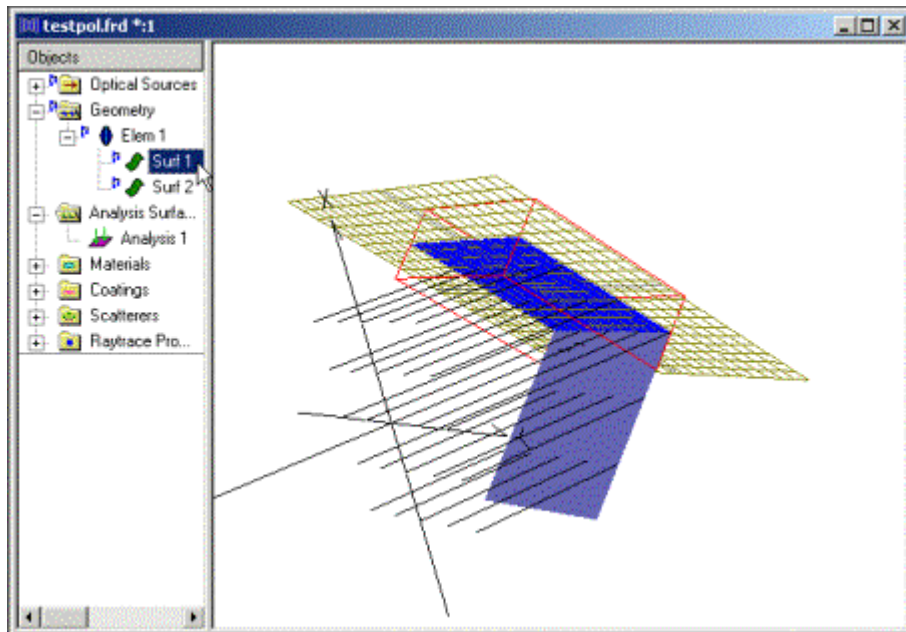 testpol.frd *:1
Objects
Optical Sources
Geometry
Elem 1
Surf 1
Surf 2
Analysis Surfa...
Analysis 1
Materials
Coatings
Scatterers
Raytrace Pro...